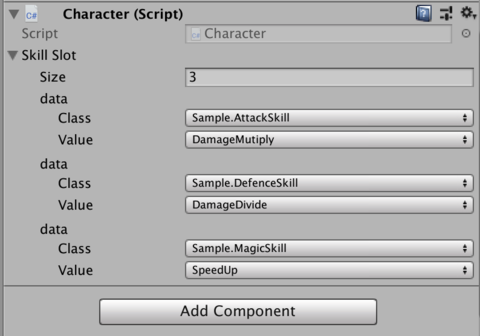 C# Character (Script)
Script C# Character
Skill Slot
Size 3
data
Class Sample.AttackSkill
Value DamageMutiply
data
Class Sample.DefenceSkill
Value DamageDivide
data
Class Sample.MagicSkill
Value SpeedUp
Add Component